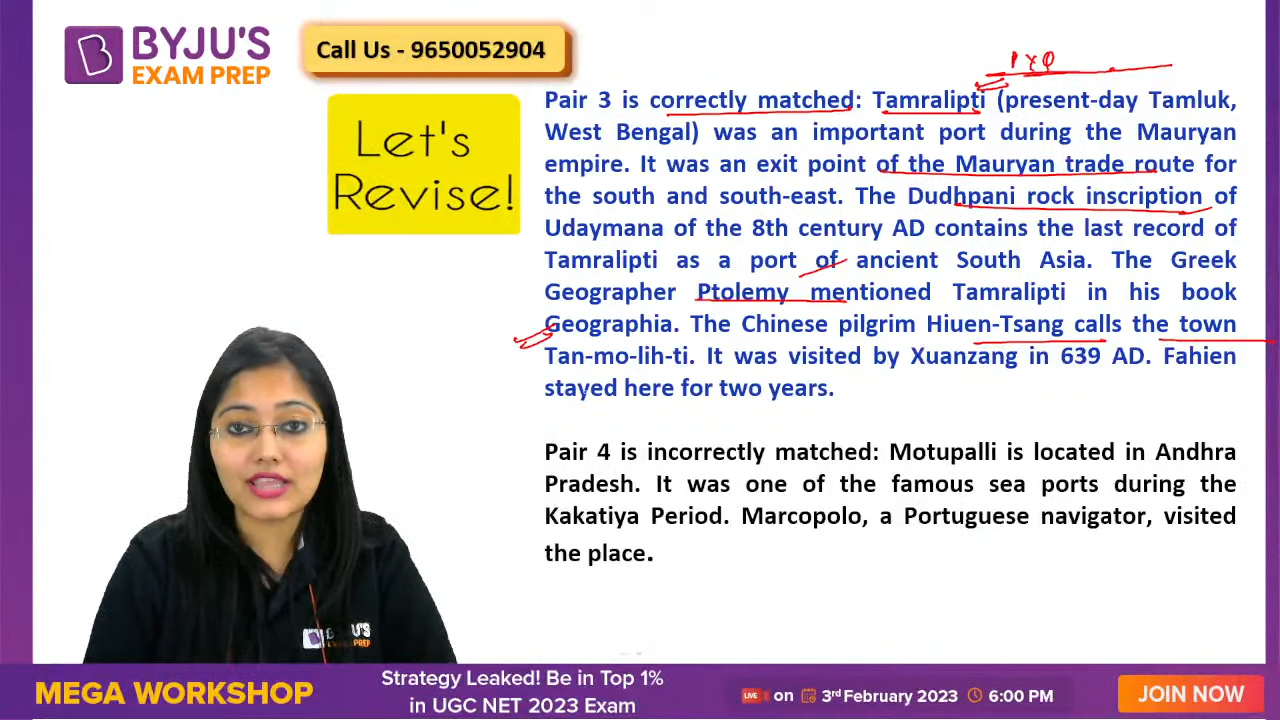 BYJU'S
EXAM PREP
Call Us - 9650052904
Let's
Revise!
PYQ
Pair 3 is correctly matched: Tamralipti (present-day Tamluk,
West Bengal) was an important port during the Mauryan
empire. It was an exit point of the Mauryan trade route for
the south and south-east. The Dudhpani rock inscription of
Udaymana of the 8th century AD contains the last record of
Tamralipti as a port of ancient South Asia. The Greek
Geographer Ptolemy mentioned Tamralipti in his book
Geographia. The Chinese pilgrim Hiuen-Tsang calls the town
Tan-mo-lih-ti. It was visited by Xuanzang in 639 AD. Fahien
stayed here for two years.
Pair 4 is incorrectly matched: Motupalli is located in Andhra
Pradesh. It was one of the famous sea ports during the
Kakatiya Period. Marcopolo, a Portuguese navigator, visited
the place.
BYJU'S
EXAM PREP
MEGA WORKSHOP
Strategy Leaked! Be in Top 1%
in UGC NET 2023 Exam
LIVE on 3rd February 2023 6:00 PM
JOIN NOW